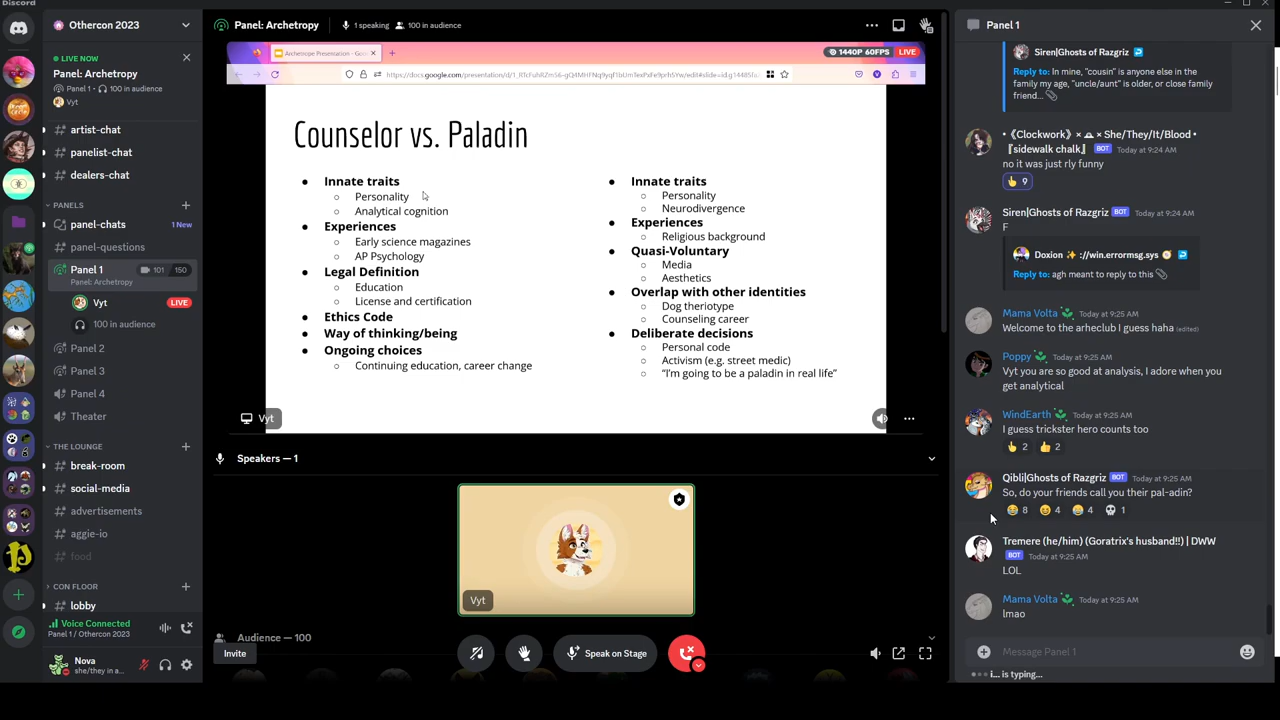 Discord
Othercon 2023
LIVE NOW
Panel: Archetropy
Panel 1 / 100 in audience
Vyt
# artist-chat
# panelist-chat
# dealers-chat
PANELS
panel-chats
1 New
panel-questions
Panel 1
101 150
Panel: Archetropy
Vyt
LIVE
100 in audience
Panel 2
Panel 3
Panel 4
Theater
THE LOUNGE
# break-room
# social-media
# advertisements
# aggie-io
# food
CON FLOOR
# lobby
Voice Connected
Panel 1 / Othercon 2023
Nova
she/they in a...
Panel: Archetropy
1 speaking
100 in audience
1440P 60FPS
LIVE
Counselor vs. Paladin
Innate traits
Personality
Analytical cognition
Experiences
Early science magazines
AP Psychology
Legal Definition
Education
License and certification
Ethics Code
Way of thinking/being
Ongoing choices
Continuing education, career change
Innate traits
Personality
Neurodivergence
Experiences
Religious background
Quasi-Voluntary
Media
Aesthetics
Overlap with other identities
Dog theriotype
Counseling career
Deliberate decisions
Personal code
Activism (e.g. street medic)
"I'm going to be a paladin in real life"
Vyt
Speakers — 1
Vyt
Audience — 100
Invite
Speak on Stage
Panel 1
Siren|Ghosts of Razgriz
Reply to: In mine, "cousin" is anyone else in the
family my age, "uncle/aunt" is older, or close family
friend...
•《Clockwork》× × She/They/It/Blood •
『sidewalk chalk』 BOT Today at 9:24 AM
no it was just rly funny
9
Siren|Ghosts of Razgriz BOT Today at 9:24 AM
F
Doxion ://win.errormsg.sys
Reply to: agh meant to reply to this
Mama Volta Today at 9:25 AM
Welcome to the arheclub I guess haha (edited)
Poppy Today at 9:25 AM
Vyt you are so good at analysis, I adore when you
get analytical
WindEarth Today at 9:25 AM
I guess trickster hero counts too
2 2
Qibli|Ghosts of Razgriz BOT Today at 9:25 AM
So, do your friends call you their pal-adin?
8 4 4 1
Tremere (he/him) (Goratrix's husband!!) | DWW
BOT Today at 9:25 AM
LOL
Mama Volta Today at 9:25 AM
lmao
Message Panel 1
i... is typing...